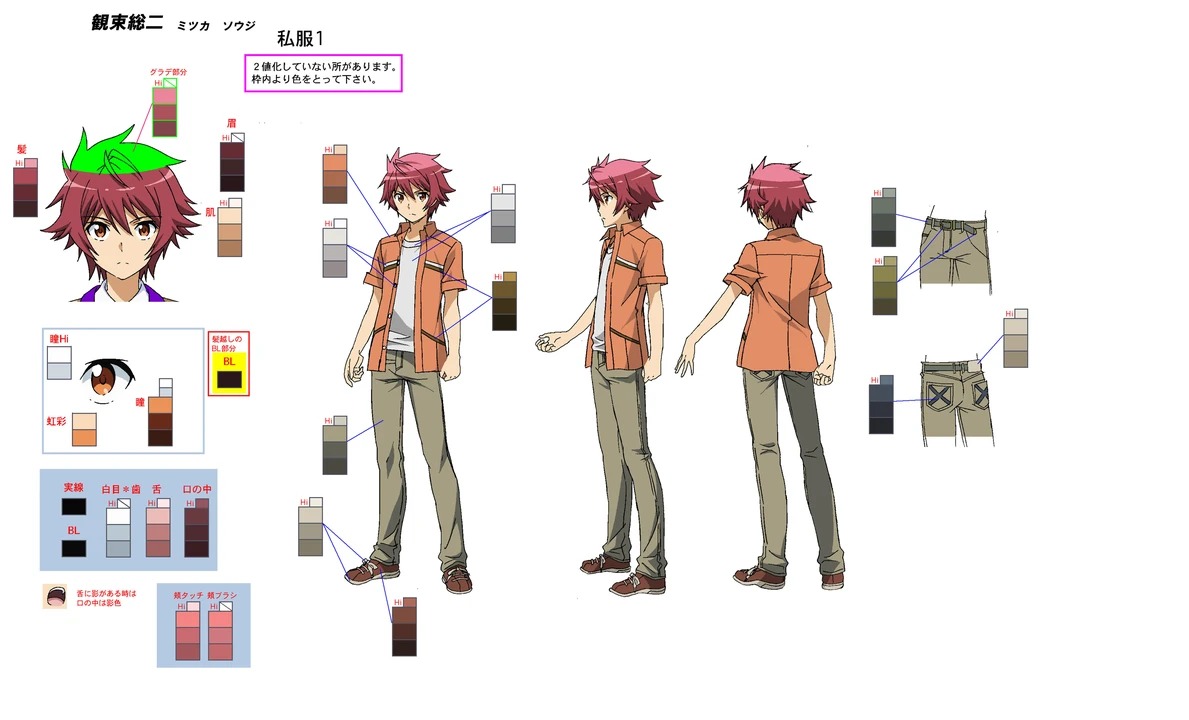 観束総二 ミツカ ソウジ
私服1
2値化していない所があります。
枠内より色をとって下さい。
グラデ部分
Hi
眉
Hi
髪
Hi
肌
Hi
Hi
Hi
Hi
Hi
Hi
Hi
Hi
Hi
Hi
Hi
Hi
Hi
瞳Hi
髪越しの
BL部分
BL
瞳
虹彩
実線
BL
白目＊歯
Hi
舌
Hi
口の中
Hi
舌に影がある時は
口の中は影色
頬タッチ 頬ブラシ
Hi Hi